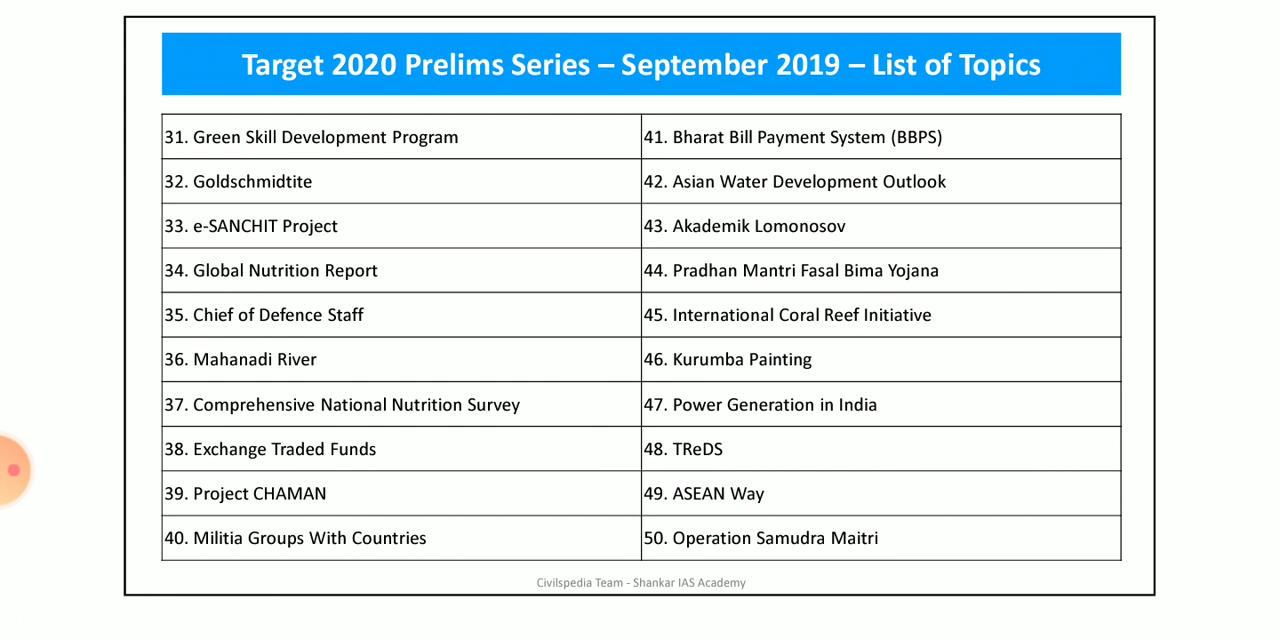 Target 2020 Prelims Series – September 2019 – List of Topics
31. Green Skill Development Program
41. Bharat Bill Payment System (BBPS)
32. Goldschmidtite
42. Asian Water Development Outlook
33. e-SANCHIT Project
43. Akademik Lomonosov
34. Global Nutrition Report
44. Pradhan Mantri Fasal Bima Yojana
35. Chief of Defence Staff
45. International Coral Reef Initiative
36. Mahanadi River
46. Kurumba Painting
37. Comprehensive National Nutrition Survey
47. Power Generation in India
38. Exchange Traded Funds
48. TReDS
39. Project CHAMAN
49. ASEAN Way
40. Militia Groups With Countries
50. Operation Samudra Maitri
Civilspedia Team - Shankar IAS Academy